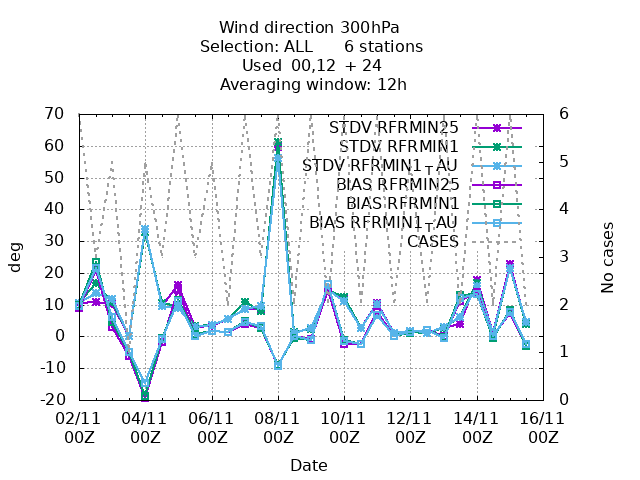 Wind direction 300hPa
Selection: ALL 6 stations
Used 00,12 + 24
Averaging window: 12h
70 6
STDV RFRMIN25
STDV RFRMIN1
60
STDV RFRMIN1_AU
5
50
BIAS RFRMIN25
BIAS RFRMIN1
40 4
BIAS RFRMIN1_AU
30
CASES
3
20
10 2
0
1
-10
-20 0
deg
No cases
02/11 04/11 06/11 08/11 10/11 12/11 14/11 16/11
00Z 00Z 00Z 00Z 00Z 00Z 00Z 00Z
Date